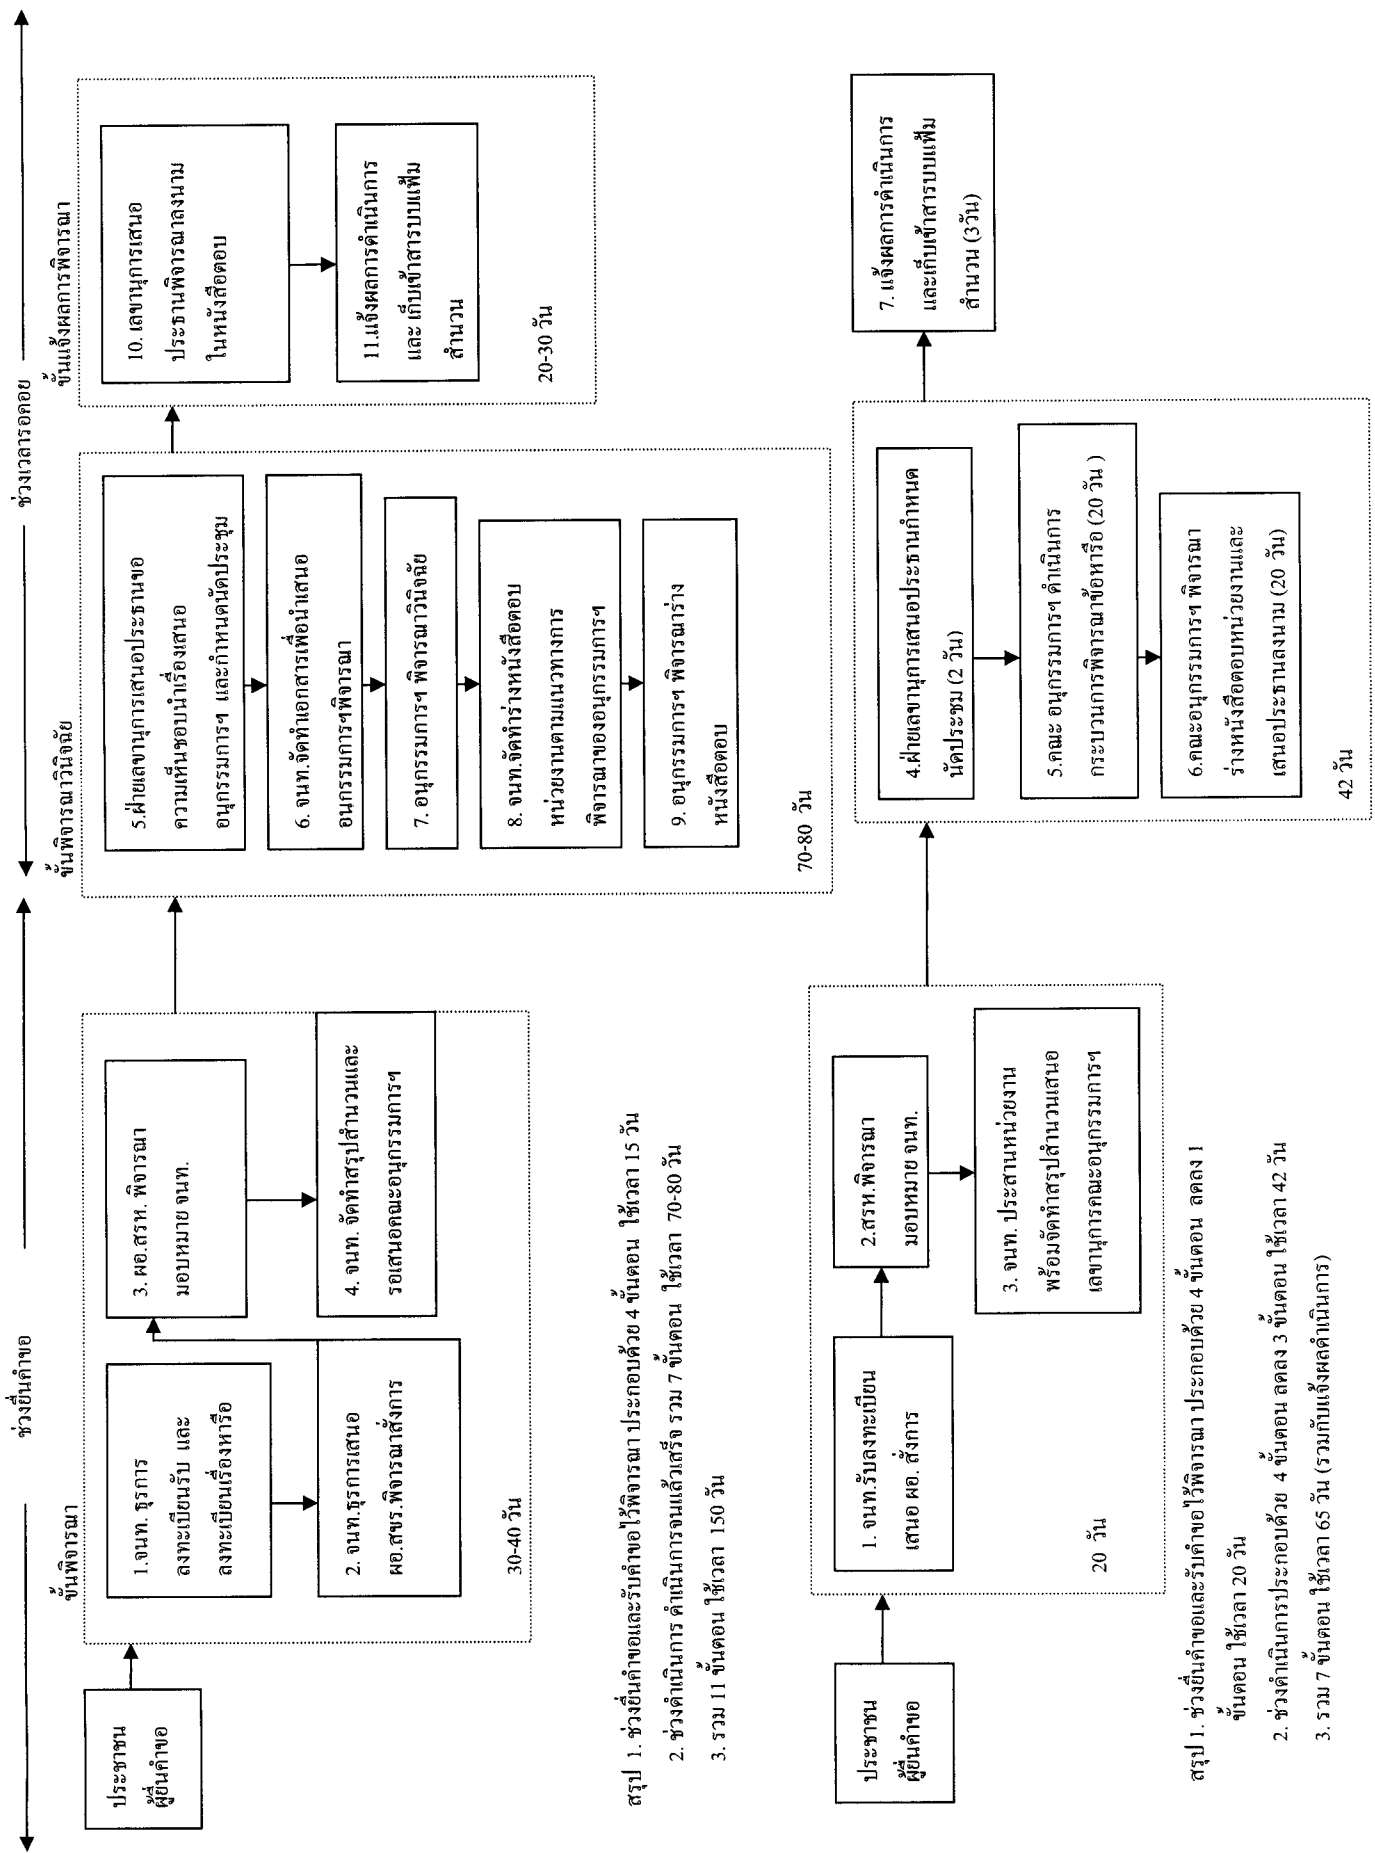 ช่วงยื่นคำขอ
ช่วงเวลารอคอย
ขั้นพิจารณา
ขั้นพิจารณาวินิจฉัย
ขั้นแจ้งผลการพิจารณา
ประชาชน
ผู้ยื่นคำขอ
1.จนท. ธุรการ
ลงทะเบียนรับ และ
ลงทะเบียนเรื่องหารือ
2. จนท.ธุรการเสนอ
ผอ.สขร.พิจารณาสั่งการ
3. ผอ.สรห. พิจารณา
มอบหมาย จนท.
4. จนท. จัดทำสรุปสำนวนและ
รอเสนอคณะอนุกรรมการฯ
30-40 วัน
5.ฝ่ายเลขานุการเสนอประธานขอ
ความเห็นชอบนำเรื่องเสนอ
อนุกรรมการฯ และกำหนดนัดประชุม
6. จนท.จัดทำเอกสารเพื่อนำเสนอ
อนุกรรมการฯพิจารณา
7. อนุกรรมการฯ พิจารณาวินิจฉัย
8. จนท.จัดทำร่างหนังสือตอบ
หน่วยงานตามแนวทางการ
พิจารณาของอนุกรรมการฯ
9. อนุกรรมการฯ พิจารณาร่าง
หนังสือตอบ
70-80 วัน
10. เลขานุการเสนอ
ประธานพิจารณาลงนาม
ในหนังสือตอบ
11.แจ้งผลการดำเนินการ
และ เก็บเข้าสารบบแฟ้ม
สำนวน
20-30 วัน
สรุป 1. ช่วงยื่นคำขอและรับคำขอไว้พิจารณา ประกอบด้วย 4 ขั้นตอน ใช้เวลา 15 วัน
2. ช่วงดำเนินการ ดำเนินการจนแล้วเสร็จ รวม 7 ขั้นตอน ใช้เวลา 70-80 วัน
3. รวม 11 ขั้นตอน ใช้เวลา 150 วัน
ประชาชน
ผู้ยื่นคำขอ
1. จนท.รับลงทะเบียน
เสนอ ผอ. สั่งการ
2.สรห.พิจารณา
มอบหมาย จนท.
3. จนท. ประสานหน่วยงาน
พร้อมจัดทำสรุปสำนวนเสนอ
เลขานุการคณะอนุกรรมการฯ
20 วัน
4.ฝ่ายเลขานุการเสนอประธานกำหนด
นัดประชม (2 วัน)
5.คณะ อนุกรรมการฯ ดำเนินการ
กระบวนการพิจารณาข้อหารือ (20 วัน )
6.คณะอนุกรรมการฯ พิจารณา
ร่างหนังสือตอบหน่วยงานและ
เสนอประธานลงนาม (20 วัน)
42 วัน
7. แจ้งผลการดำเนินการ
และเก็บเข้าสารบบแฟ้ม
สำนวน (3วัน)
สรุป 1. ช่วงยื่นคำขอและรับคำขอไว้พิจารณา ประกอบด้วย 4 ขั้นตอน ลดลง 1
ขั้นตอน ใช้เวลา 20 วัน
2. ช่วงดำเนินการประกอบด้วย 4 ขั้นตอน ลดลง 3 ขั้นตอน ใช้เวลา 42 วัน
3. รวม 7 ขั้นตอน ใช้เวลา 65 วัน (รวมกับแจ้งผลดำเนินการ)